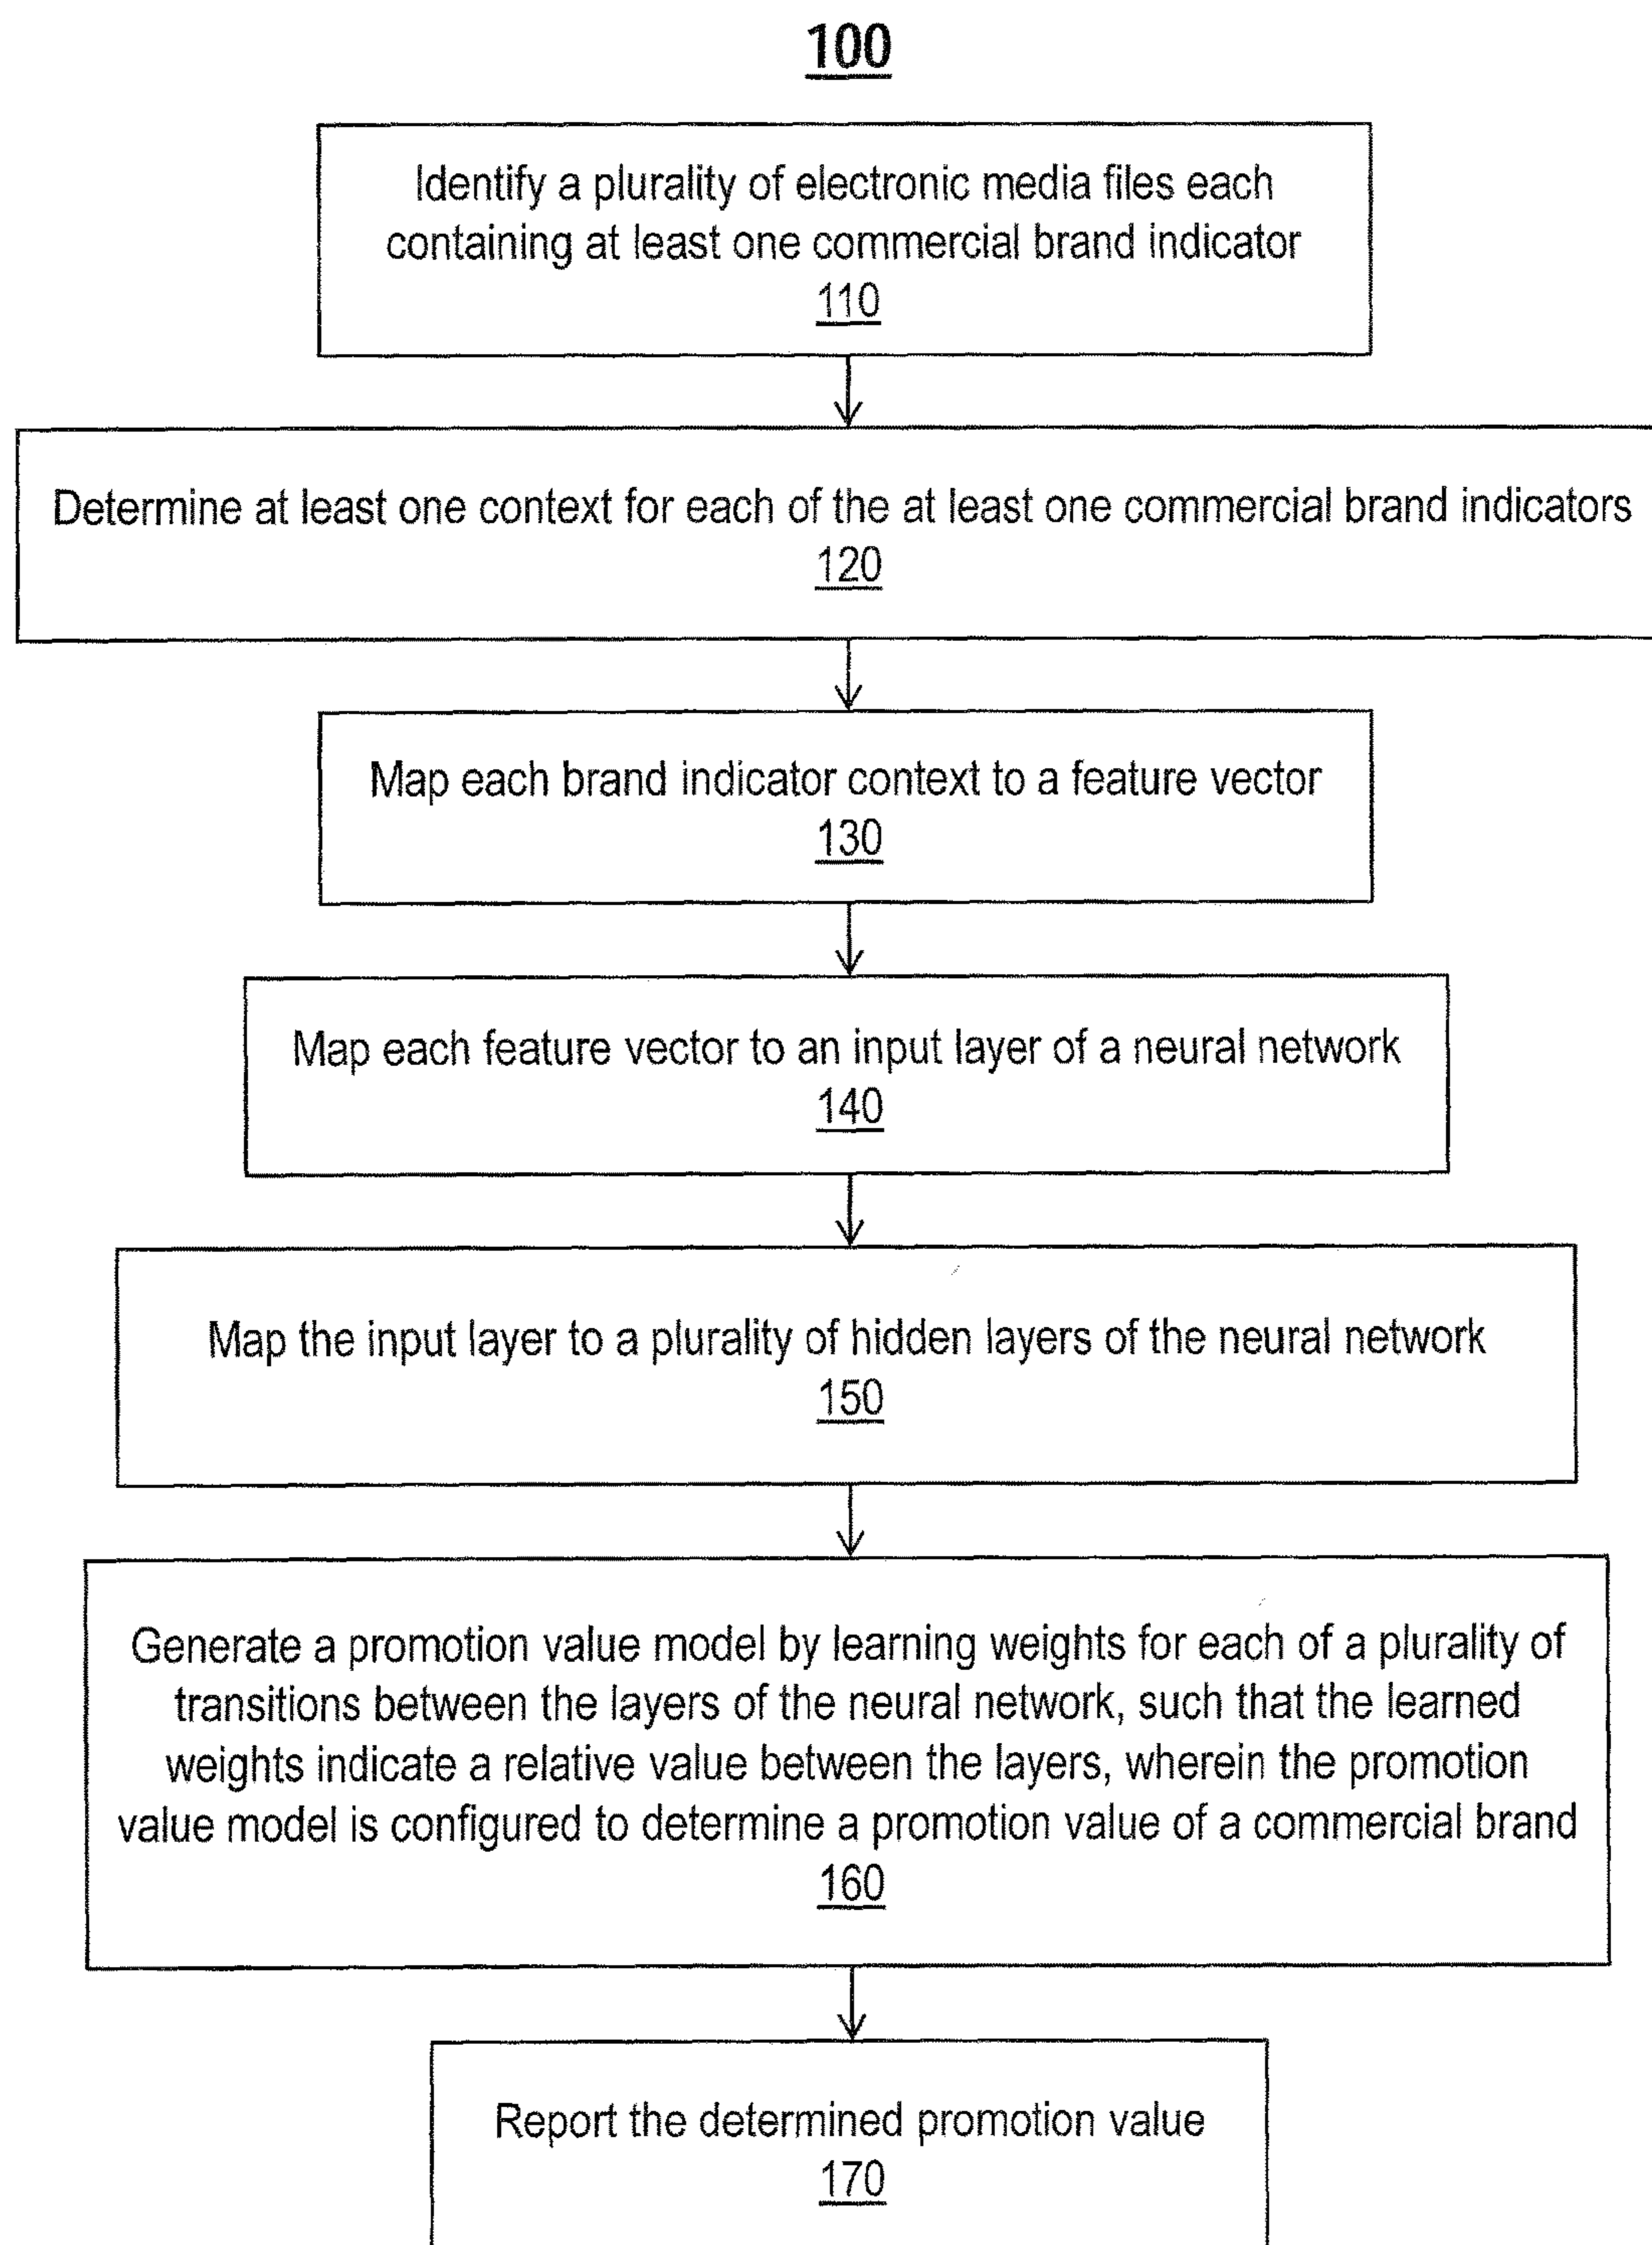 100
Identify a plurality of electronic media files each
containing at least one commercial brand indicator
110
Determine at least one context for each of the at least one commercial brand indicators
120
Map each brand indicator context to a feature vector
130
Map each feature vector to an input layer of a neural network
140
Map the input layer to a plurality of hidden layers of the neural network
150
Generate a promotion value model by learning weights for each of a plurality of
transitions between the layers of the neural network, such that the learned
weights indicate a relative value between the layers, wherein the promotion
value model is configured to determine a promotion value of a commercial brand
160
Report the determined promotion value
170